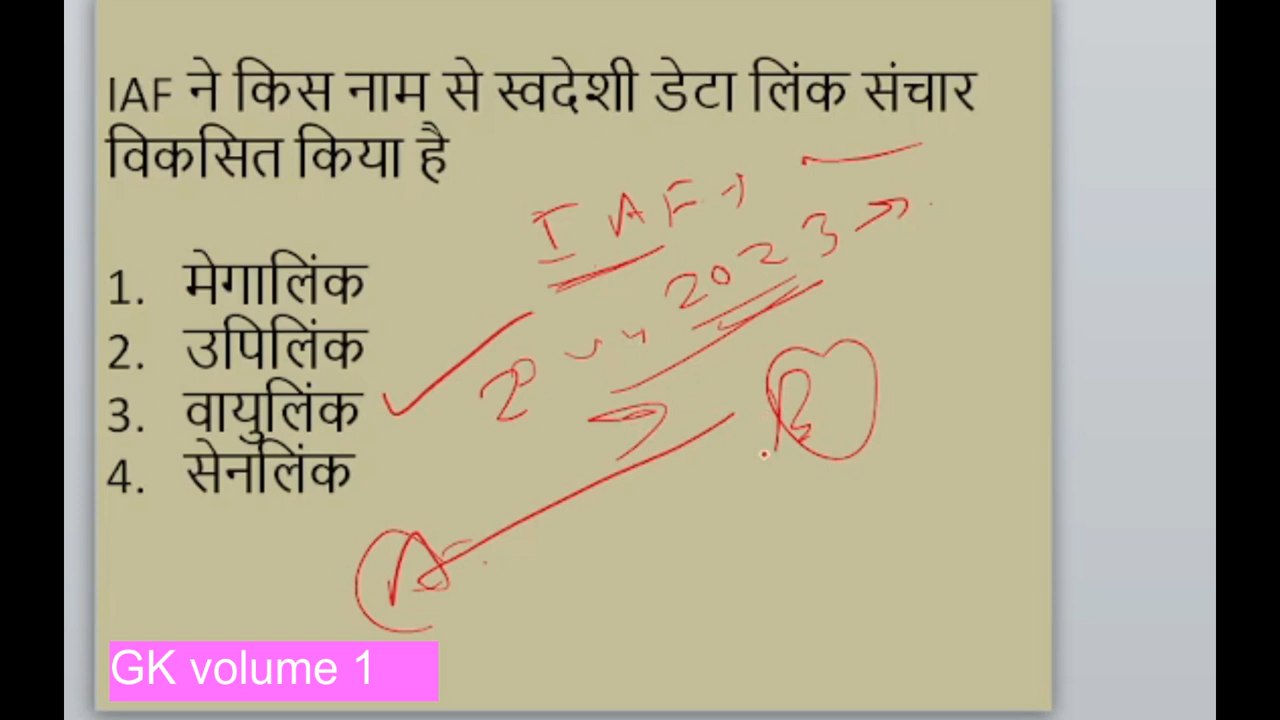 IAF ने किस नाम से स्वदेशी डेटा लिंक संचार
विकसित किया है
IAF
2023
1. मेगालिंक
2. उपिलिंक
3. वायुलिंक
4. सेनलिंक
B
A
GK volume 1